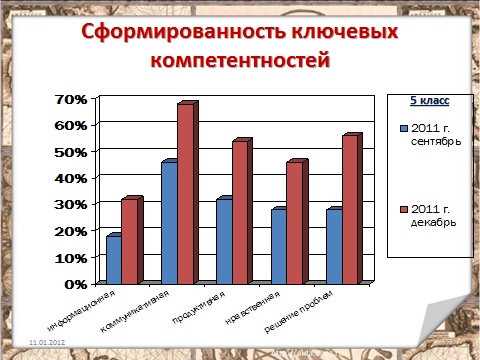 Сформированность ключевых
компетентностей
70%
60%
50%
40%
30%
20%
10%
0%
информационная
коммуникативная
продуктивная
нравственная
решение проблем
5 класс
2011 г.
сентябрь
2011 г.
декабрь
11.01.2012